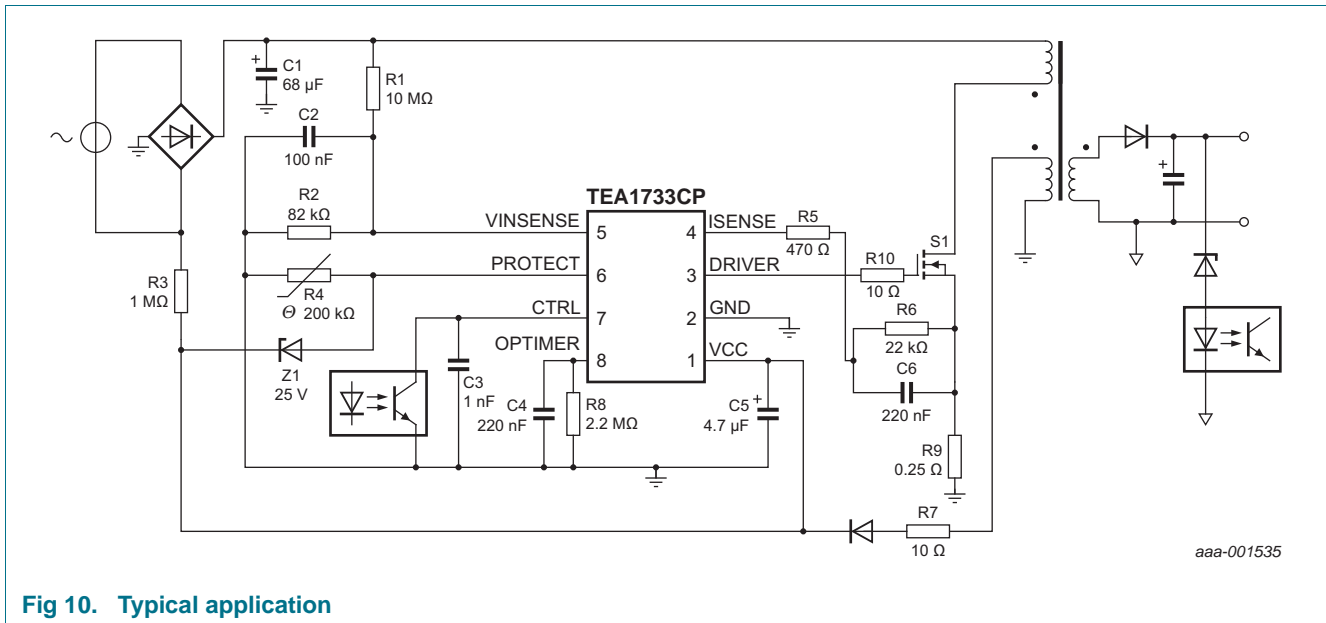 C1
68 μF
R1
10 MΩ
C2
100 nF
R2
82 kΩ
TEA1733CP
VINSENSE
5
4
ISENSE
R5
470 Ω
S1
PROTECT
6
3
DRIVER
R10
10 Ω
R3
1 MΩ
Θ
R4
200 kΩ
CTRL
7
2
GND
R6
22 kΩ
OPTIMER
8
1
VCC
Z1
25 V
C3
1 nF
C4
220 nF
R8
2.2 MΩ
C5
4.7 μF
C6
220 nF
R9
0.25 Ω
R7
10 Ω
aaa-001535
Fig 10. Typical application